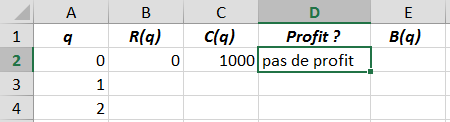 A B C D E
1 q R(q) C(q) Profit ? B(q)
2 0 0 1000 pas de profit
3 1
4 2